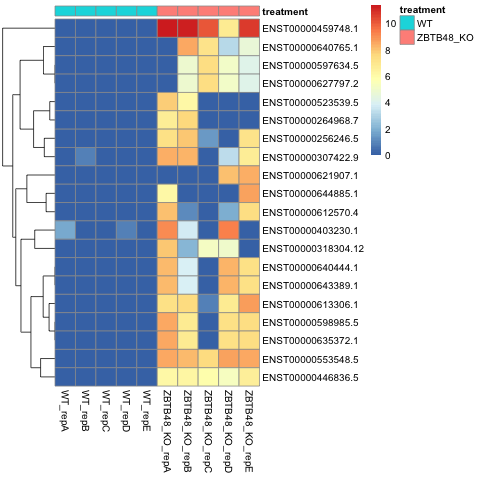 treatment
ENST00000459748.1
ENST00000640765.1
ENST00000597634.5
ENST00000627797.2
ENST00000523539.5
ENST00000264968.7
ENST00000256246.5
ENST00000307422.9
ENST00000621907.1
ENST00000644885.1
ENST00000612570.4
ENST00000403230.1
ENST00000318304.12
ENST00000640444.1
ENST00000643389.1
ENST00000613306.1
ENST00000598985.5
ENST00000635372.1
ENST00000553548.5
ENST00000446836.5
WT_repA
WT_repB
WT_repC
WT_repD
WT_repE
ZBTB48_KO_repA
ZBTB48_KO_repB
ZBTB48_KO_repC
ZBTB48_KO_repD
ZBTB48_KO_repE
10
8
6
4
2
0
treatment
WT
ZBTB48_KO